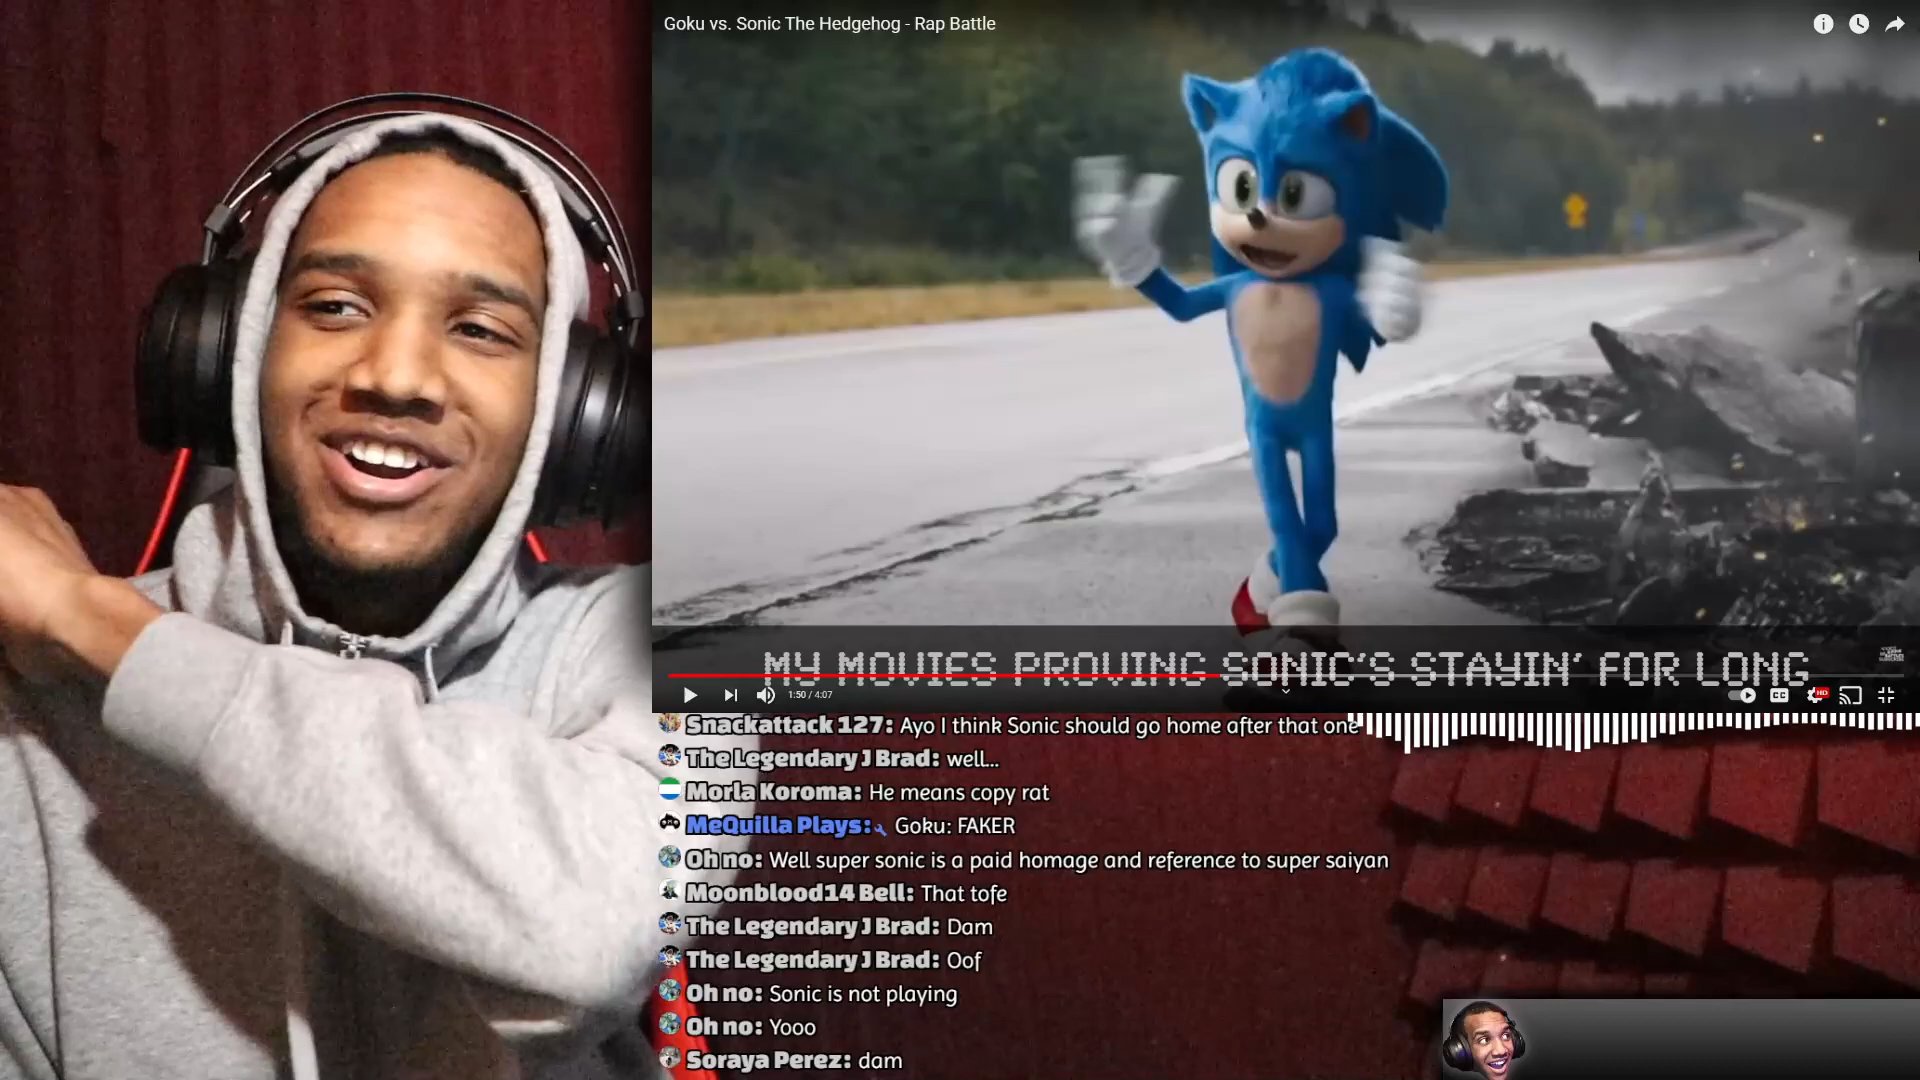 Goku vs. Sonic The Hedgehog - Rap Battle
MY MOVIES PROVING SONIC'S STAYIN' FOR LONG
1:50 / 4:07
CC
HD
Snackattack 127: Ayo I think Sonic should go home after that one
The Legendary J Brad: well...
Morla Koroma: He means copy rat
MeQuilla Plays: Goku: FAKER
Oh no: Well super sonic is a paid homage and reference to super saiyan
Moonblood14 Bell: That tofe
The Legendary J Brad: Dam
The Legendary J Brad: Oof
Oh no: Sonic is not playing
Oh no: Yooo
Soraya Perez: dam